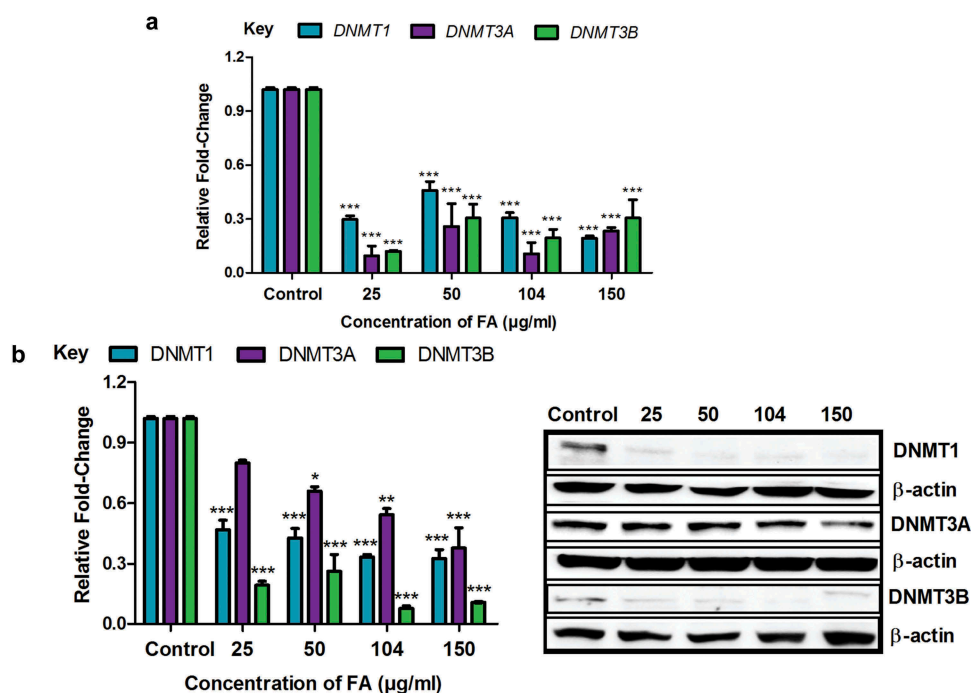 a
Key DNMT1 DNMT3A DNMT3B
Relative Fold-Change
1.2
0.9
0.6
0.3
0.0
*** *** ***
*** *** ***
*** *** ***
*** *** ***
Control 25 50 104 150
Concentration of FA (µg/ml)
b Key DNMT1 DNMT3A DNMT3B
Relative Fold-Change
1.2
0.9
0.6
0.3
0.0
*** ***
*** * ***
*** ** ***
*** *** ***
Control 25 50 104 150
Concentration of FA (µg/ml)
Control 25 50 104 150
DNMT1
β-actin
DNMT3A
β-actin
DNMT3B
β-actin